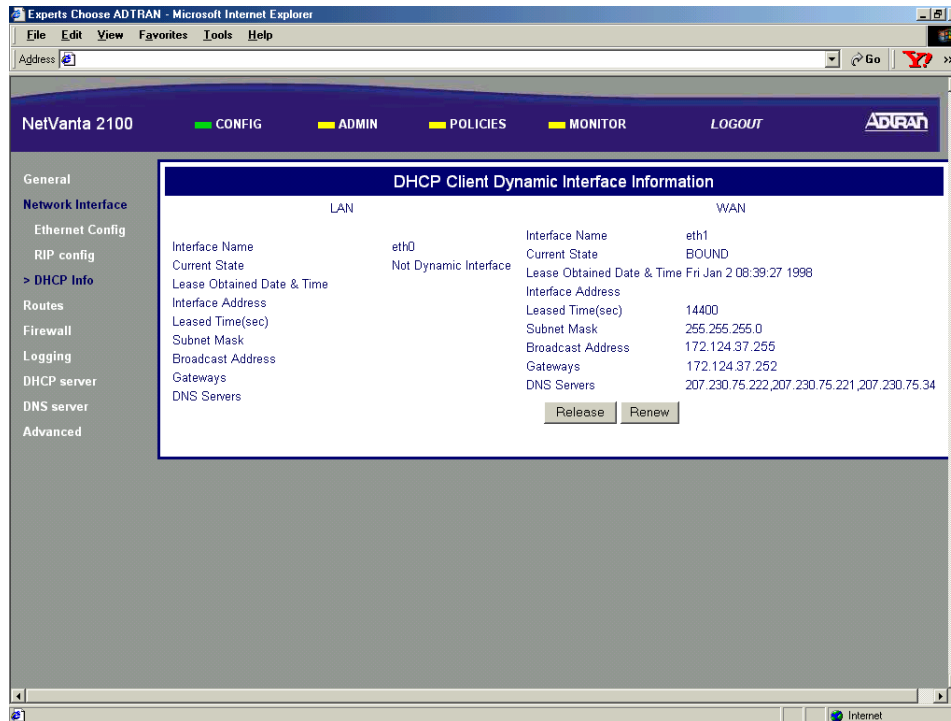 Experts Choose ADTRAN - Microsoft Internet Explorer
File Edit View Favorites Tools Help
Address Go Y! »
NetVanta 2100 CONFIG ADMIN POLICIES MONITOR LOGOUT ADTRAN
General
Network Interface
Ethernet Config
RIP config
> DHCP Info
Routes
Firewall
Logging
DHCP server
DNS server
Advanced
DHCP Client Dynamic Interface Information
LAN
Interface Name eth0
Current State Not Dynamic Interface
Lease Obtained Date & Time
Interface Address
Leased Time(sec)
Subnet Mask
Broadcast Address
Gateways
DNS Servers
WAN
Interface Name eth1
Current State BOUND
Lease Obtained Date & Time Fri Jan 2 08:39:27 1998
Interface Address
Leased Time(sec) 14400
Subnet Mask 255.255.255.0
Broadcast Address 172.124.37.255
Gateways 172.124.37.252
DNS Servers 207.230.75.222,207.230.75.221,207.230.75.34
Release Renew
Internet